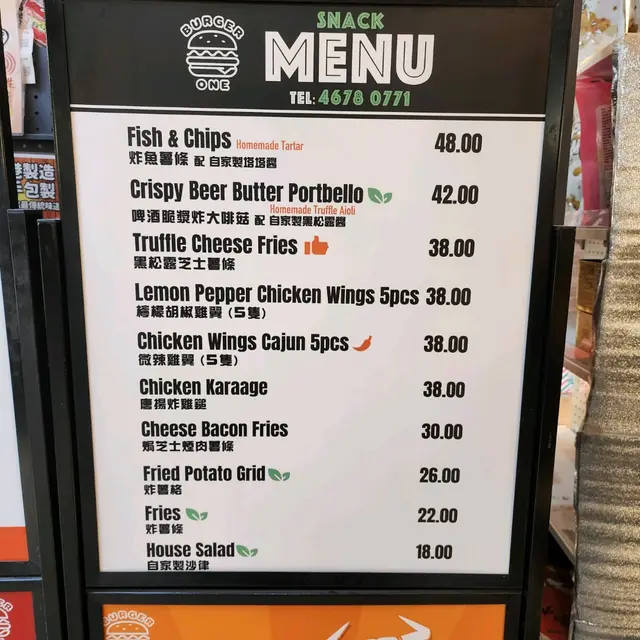 BURGER
ONE
SNACK
MENU
TEL: 4678 0771
Fish & Chips Homemade Tartar 48.00
炸魚薯條 配 自家製塔塔醬
Crispy Beer Butter Portbello 42.00
Homemade Truffle Aioli
啤酒脆漿炸大啡菇 配 自家製黑松露醬
Truffle Cheese Fries 38.00
黑松露芝士薯條
Lemon Pepper Chicken Wings 5pcs 38.00
檸檬胡椒雞翼 (5隻)
Chicken Wings Cajun 5pcs 38.00
微辣雞翼 (5隻)
Chicken Karaage 38.00
唐揚炸雞鎚
Cheese Bacon Fries 30.00
焗芝士煙肉薯條
Fried Potato Grid 26.00
炸薯格
Fries 22.00
炸薯條
House Salad 18.00
自家製沙律
BURGER